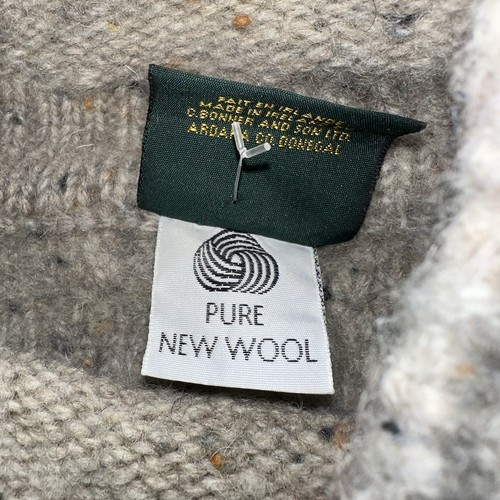 FAIT EN IRLANDE
MADE IN IRELAND
C.BONNER AND SON LTD.
ARDARA CO. DONEGAL
PURE
NEW WOOL